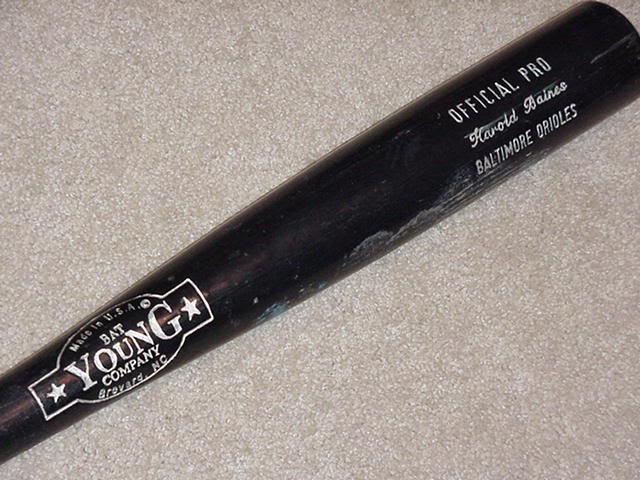 OFFICIAL PRO
Harold Baines
BALTIMORE ORIOLES
Made in U.S.A. ©
BAT
YOUNG
COMPANY
Brevard, NC